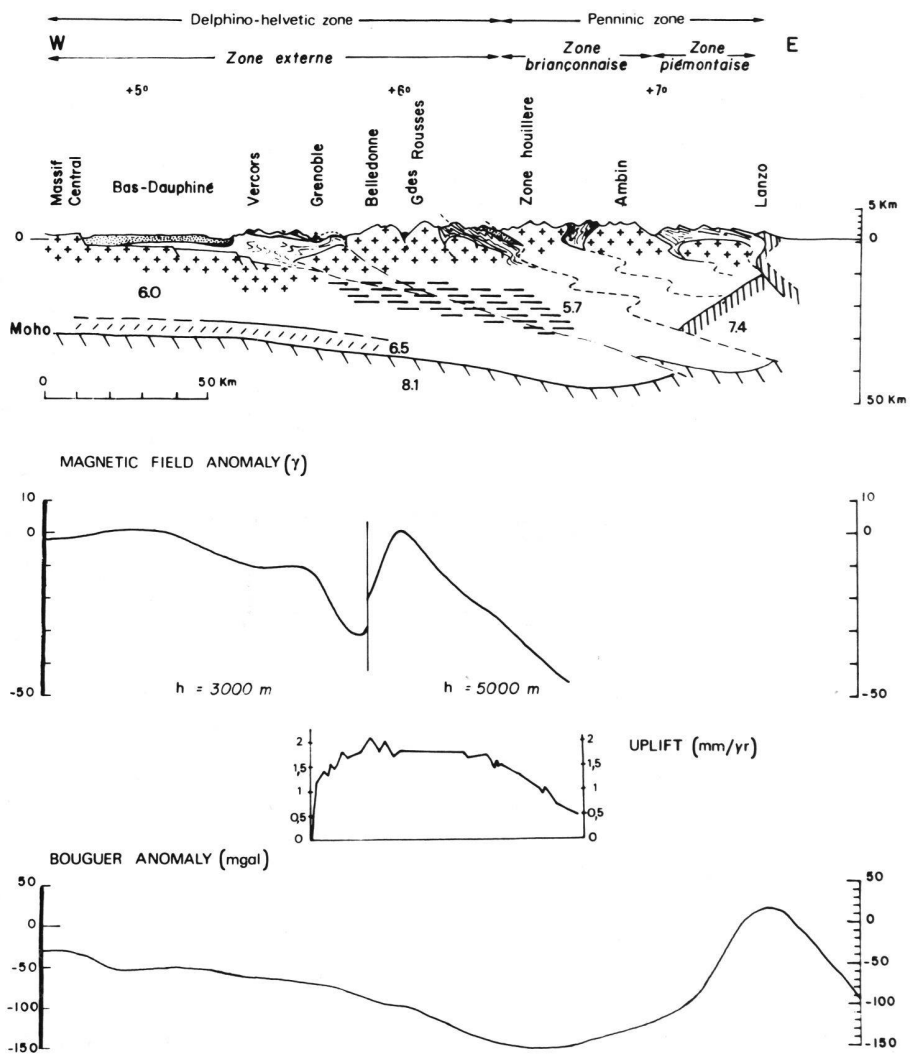 Delphino-helvetic zone
Penninic zone
W
E
Zone externe
Zone briançonnaise
Zone piémontaise
+5°
+6°
+7°
Massif Central
Bas-Dauphiné
Vercors
Grenoble
Belledonne
Gdes Rousses
Zone houillere
Ambin
Lanzo
5 Km
0
0
6.0
5.7
7.4
Moho
6.5
8.1
0
50 Km
50 Km
MAGNETIC FIELD ANOMALY (γ)
10
10
0
0
-50
-50
h = 3000 m
h = 5000 m
UPLIFT (mm/yr)
2
2
1,5
1,5
1
1
0,5
0,5
0
0
BOUGUER ANOMALY (mgal)
50
50
0
0
-50
-50
-100
-100
-150
-150